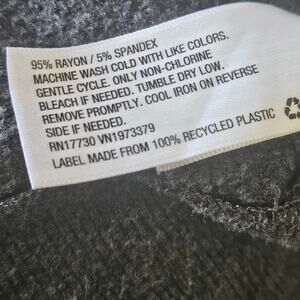 95% RAYON / 5% SPANDEX
MACHINE WASH COLD WITH LIKE COLORS.
GENTLE CYCLE. ONLY NON-CHLORINE
BLEACH IF NEEDED. TUMBLE DRY LOW.
REMOVE PROMPTLY. COOL IRON ON REVERSE
SIDE IF NEEDED.
RN17730 VN1973379
LABEL MADE FROM 100% RECYCLED PLASTIC